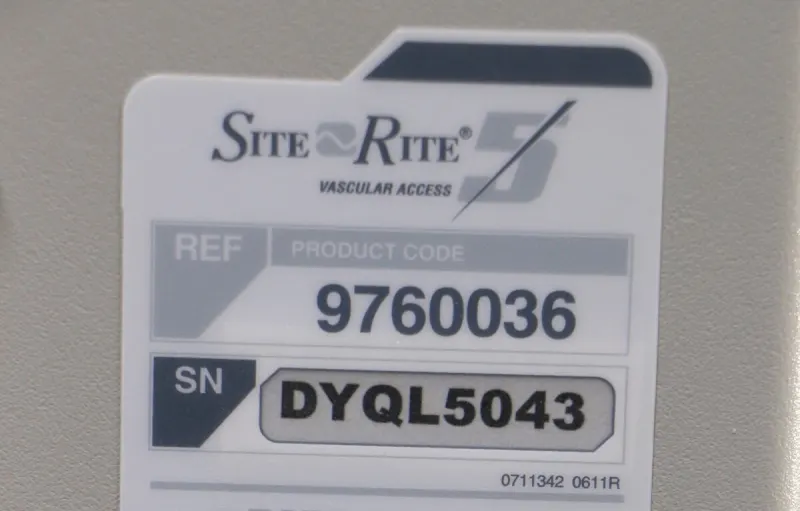 SITE RITE® 5
VASCULAR ACCESS
REF PRODUCT CODE
9760036
SN DYQL5043
0711342 0611R